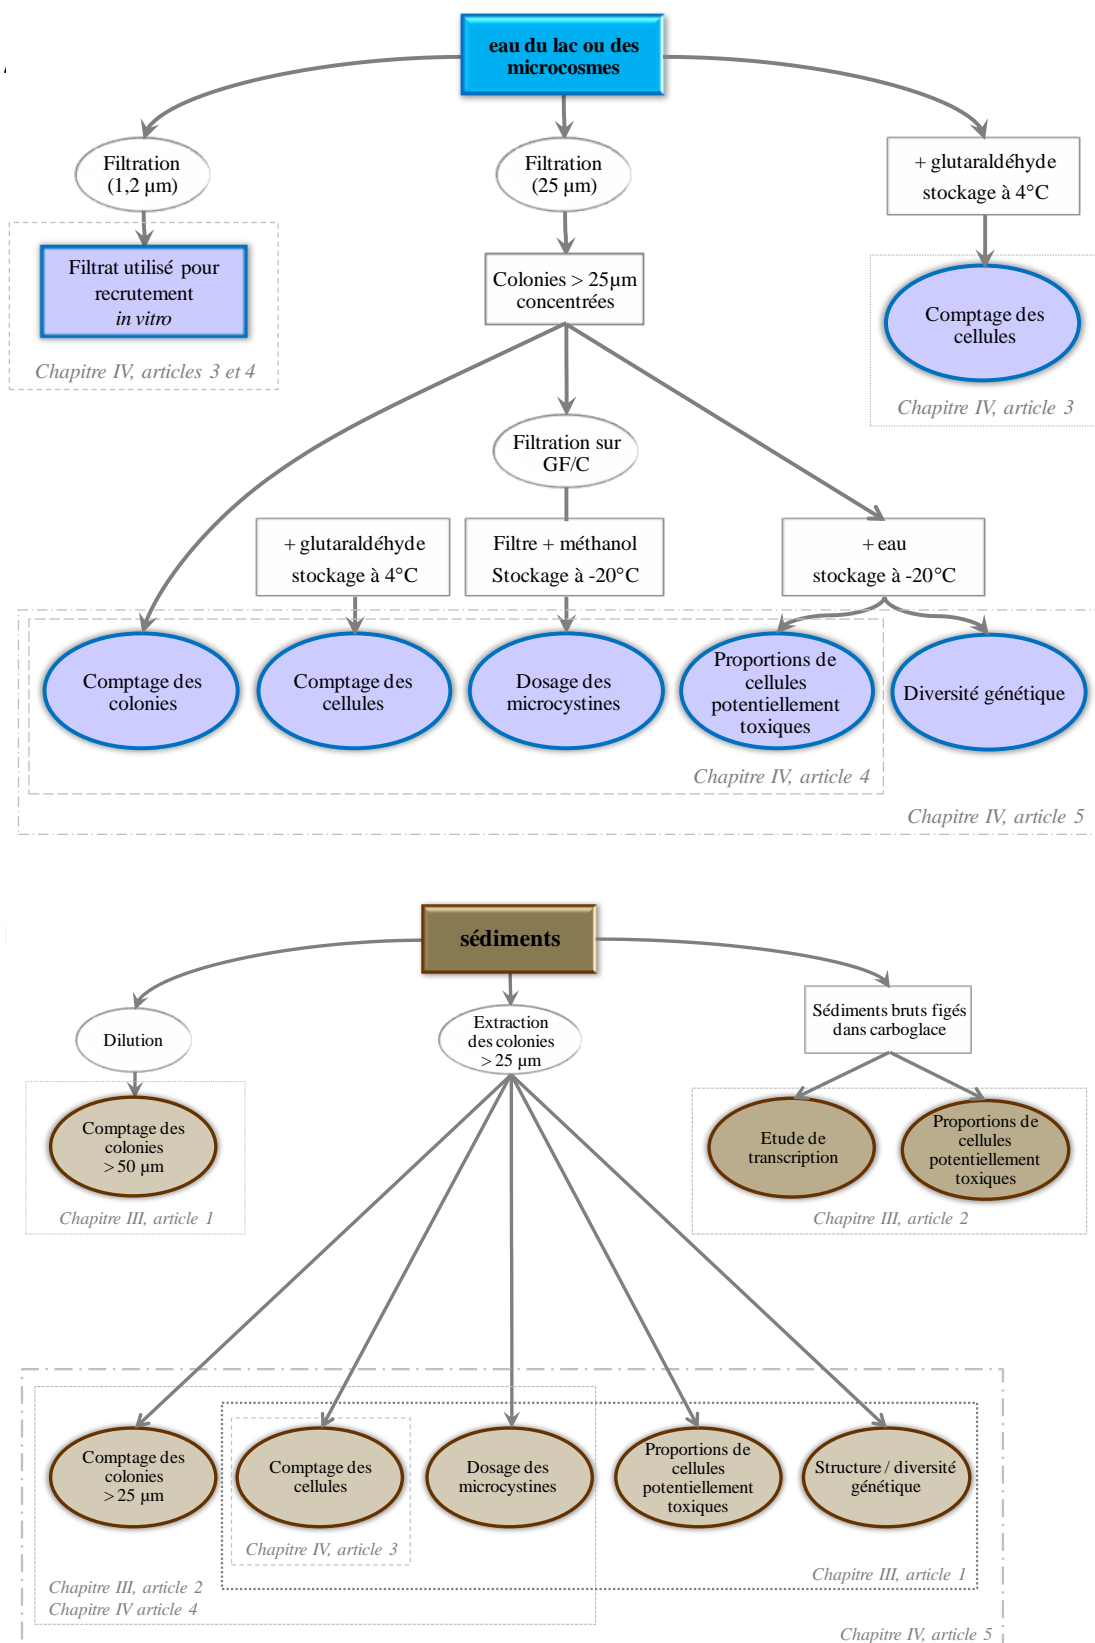 eau du lac ou des
microcosmes
Filtration
(1,2 µm)
Filtration
(25 µm)
+ glutaraldéhyde
stockage à 4°C
Filtrat utilisé pour
recrutement
in vitro
Chapitre IV, articles 3 et 4
Colonies > 25µm
concentrées
Comptage des
cellules
Chapitre IV, article 3
Filtration sur
GF/C
+ glutaraldéhyde
stockage à 4°C
Filtre + méthanol
Stockage à -20°C
+ eau
stockage à -20°C
Comptage des
colonies
Comptage des
cellules
Dosage des
microcystines
Proportions de
cellules
potentiellement
toxiques
Diversité génétique
Chapitre IV, article 4
Chapitre IV, article 5
sédiments
Dilution
Extraction
des colonies
> 25 µm
Sédiments bruts figés
dans carboglace
Comptage des
colonies
> 50 µm
Chapitre III, article 1
Etude de
transcription
Proportions de
cellules
potentiellement
toxiques
Chapitre III, article 2
Comptage des
colonies
> 25 µm
Comptage des
cellules
Dosage des
microcystines
Proportions de
cellules
potentiellement
toxiques
Structure / diversité
génétique
Chapitre IV, article 3
Chapitre III, article 1
Chapitre III, article 2
Chapitre IV article 4
Chapitre IV, article 5